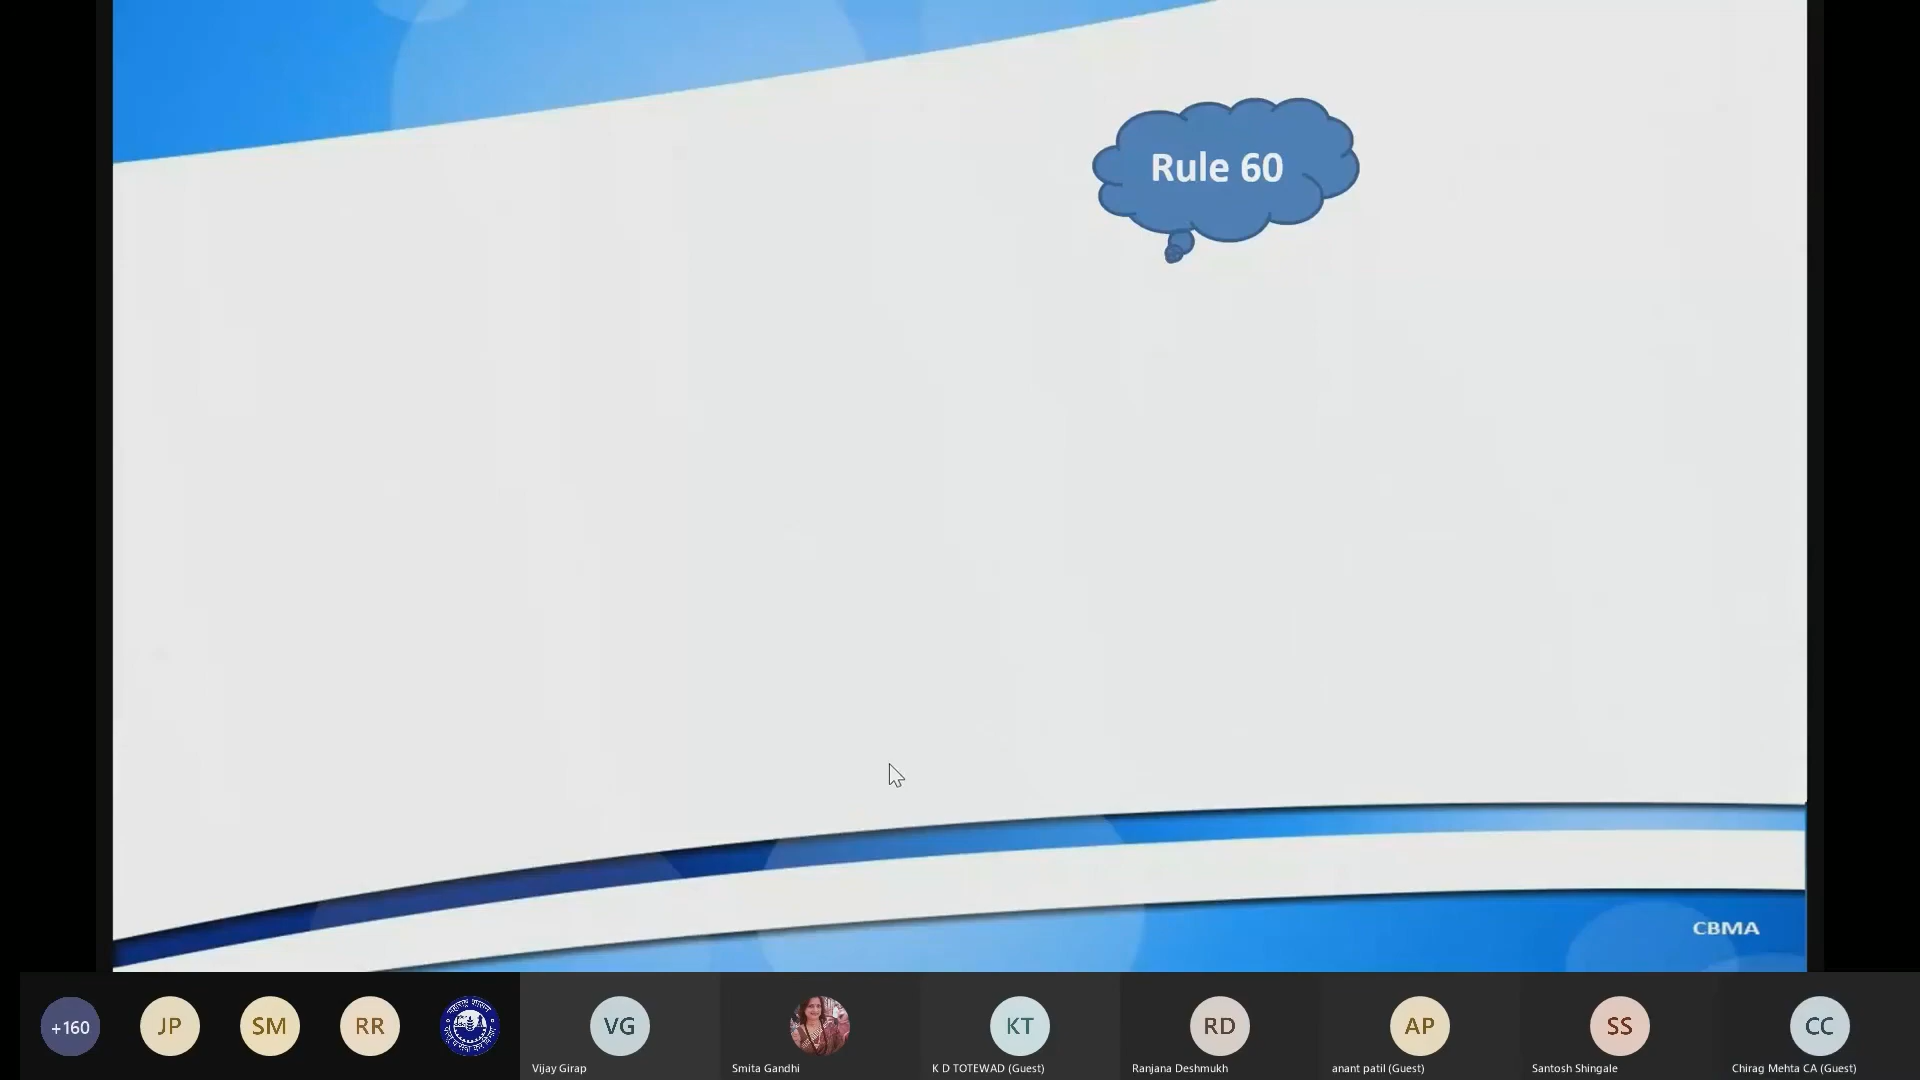 Rule 60
CBMA
+160
JP
SM
RR
VG
KT
RD
AP
SS
CC
Vijay Girap
Smita Gandhi
K D TOTEWAD (Guest)
Ranjana Deshmukh
anant patil (Guest)
Santosh Shingale
Chirag Mehta CA (Guest)